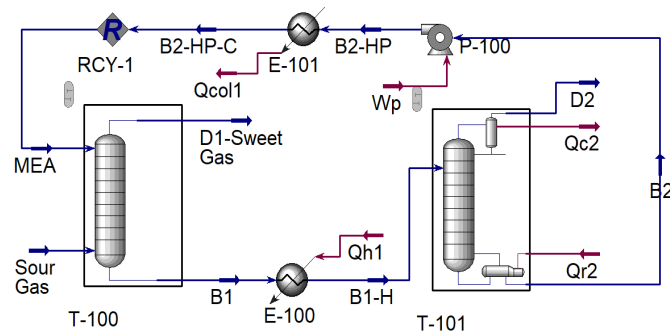 R
B2-HP-C
B2-HP
P-100
RCY-1
E-101
Qcol1
Wp
D2
D1-Sweet
Gas
Qc2
MEA
B2
Qh1
Sour
Gas
Qr2
B1
B1-H
E-100
T-100
T-101